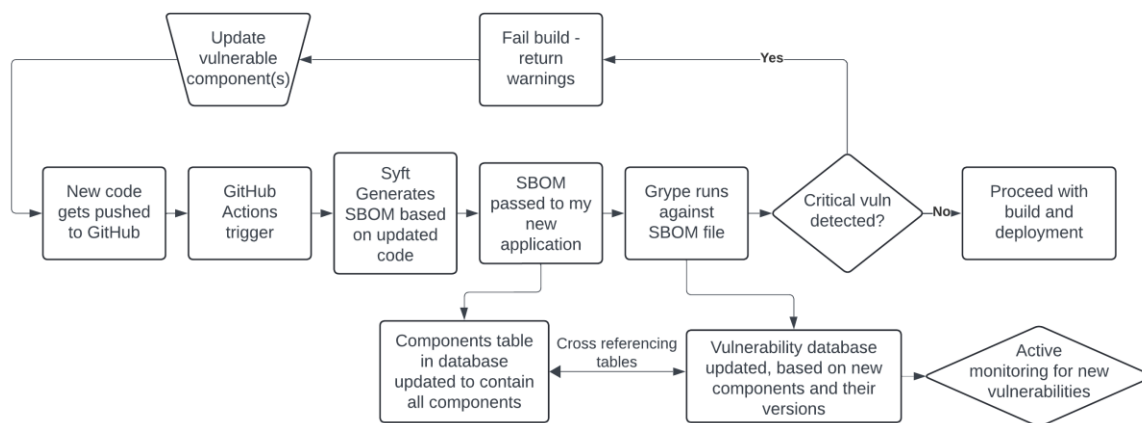 Update
vulnerable
component(s)
Fail build -
return
warnings
Yes
New code
gets pushed
to GitHub
GitHub
Actions
trigger
Syft
Generates
SBOM based
on updated
code
SBOM
passed to my
new
application
Grype runs
against
SBOM file
Critical vuln
detected?
No
Proceed with
build and
deployment
Components table
in database
updated to contain
all components
Cross referencing
tables
Vulnerability database
updated, based on new
components and their
versions
Active
monitoring for new
vulnerabilities